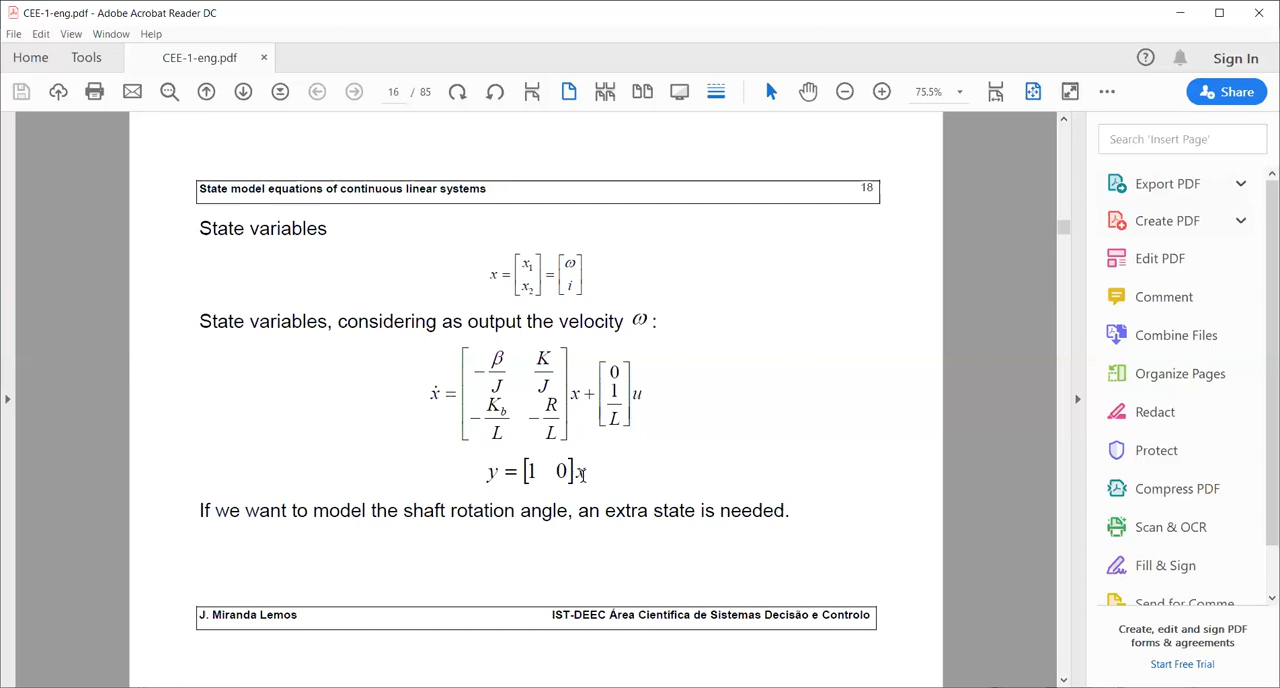 CEE-1-eng.pdf - Adobe Acrobat Reader DC
File Edit View Window Help
Home Tools CEE-1-eng.pdf × Sign In
16 / 85 75.5% Share
Search 'Insert Page'
Export PDF
Create PDF
Edit PDF
Comment
Combine Files
Organize Pages
Redact
Protect
Compress PDF
Scan & OCR
Fill & Sign
Send for Comme
Create, edit and sign PDF
forms & agreements
Start Free Trial
State model equations of continuous linear systems 18
State variables
x = [x₁ x₂] = [ω i]
State variables, considering as output the velocity ω :
ẋ = [-β/J K/J -K_b/L -R/L] x + [0 1/L] u
y = [1 0]x
If we want to model the shaft rotation angle, an extra state is needed.
J. Miranda Lemos IST-DEEC Área Científica de Sistemas Decisão e Controlo